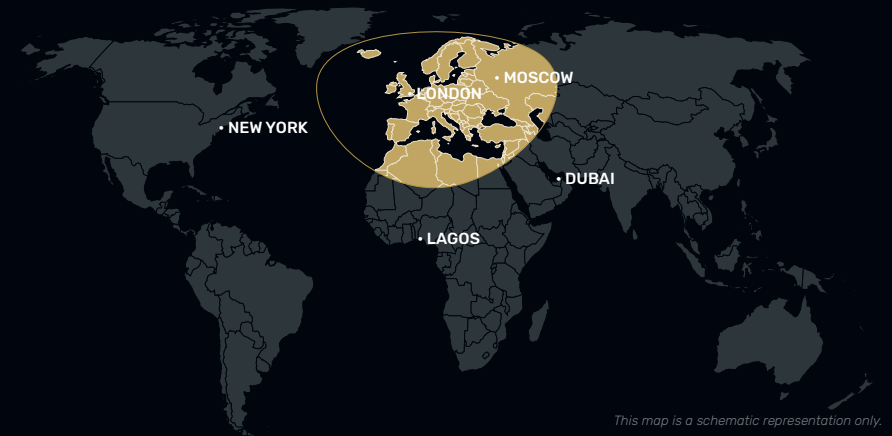 MOSCOW
LONDON
NEW YORK
DUBAI
LAGOS
This map is a schematic representation only.